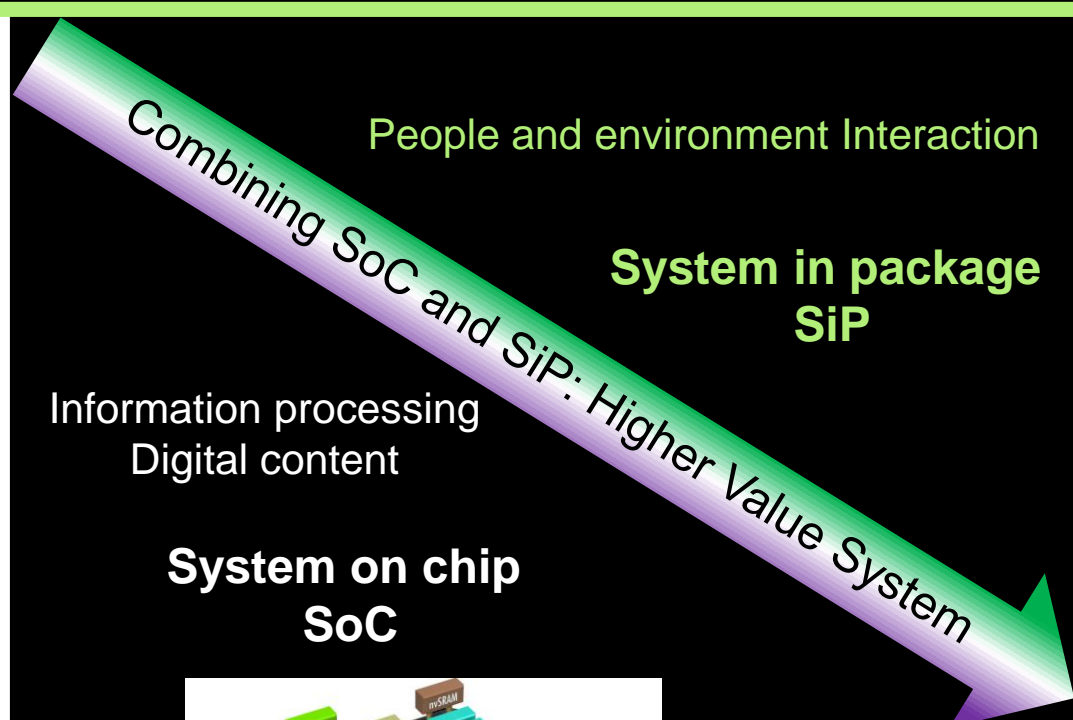 People and environment Interaction
Combining SoC and SiP: Higher Value System
System in package
SiP
Information processing
Digital content
System on chip
SoC
nvSRAM